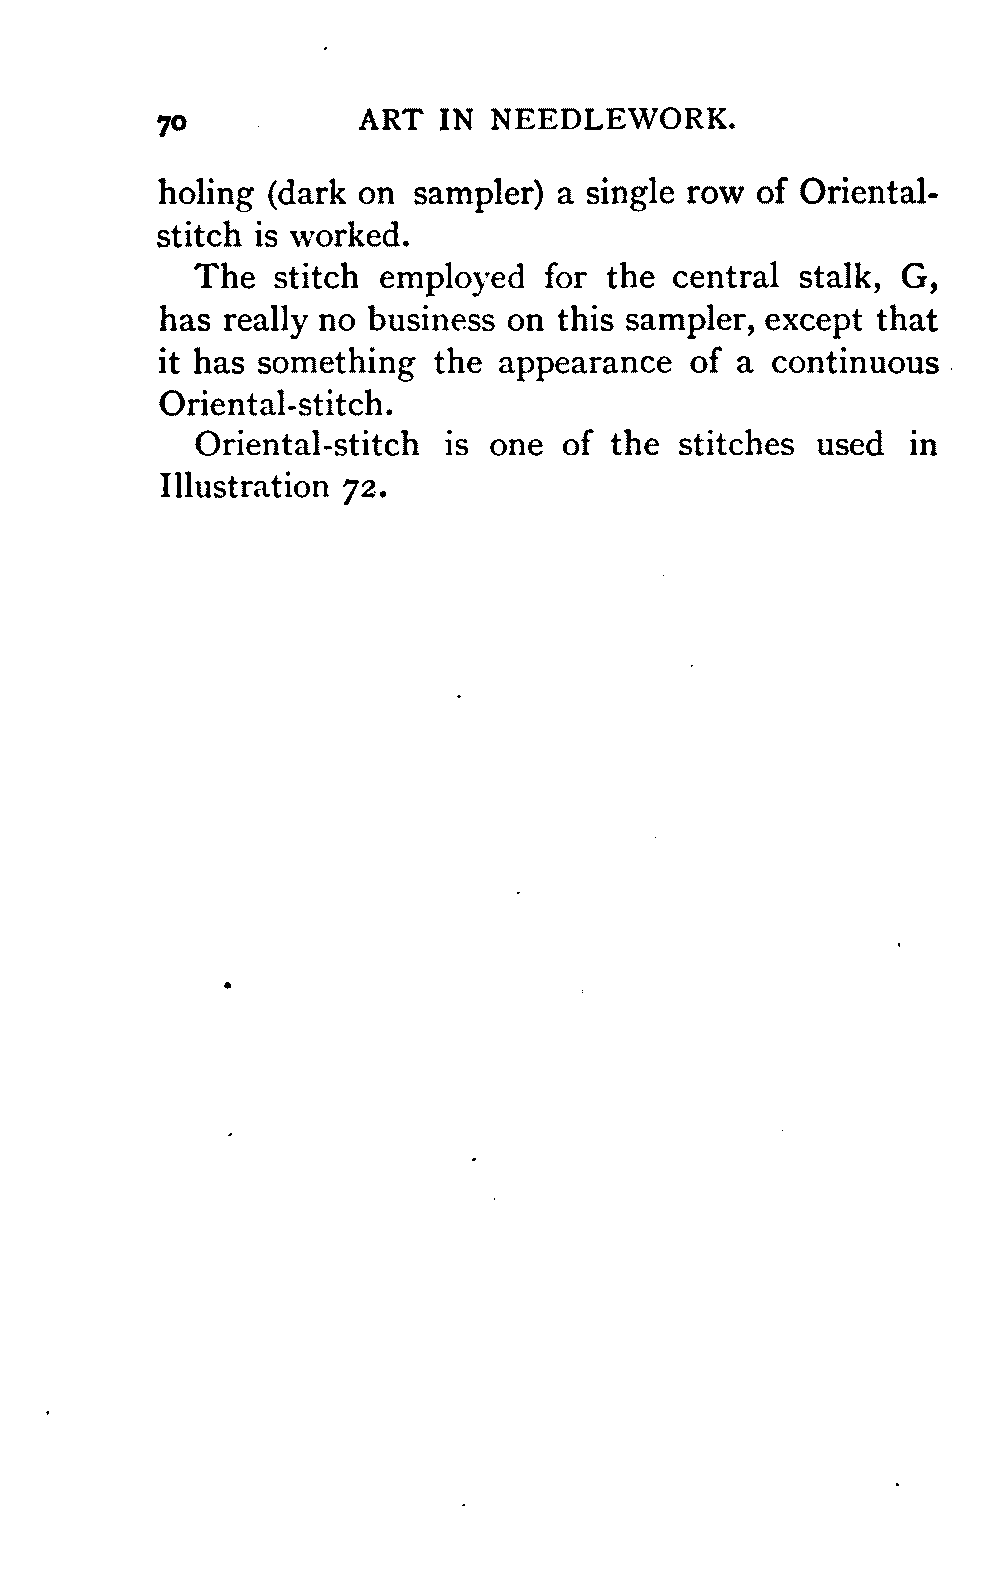 70 ART IN NEEDLEWORK.
holing (dark on sampler) a single row of Oriental-
stitch is worked.
The stitch employed for the central stalk, G,
has really no business on this sampler, except that
it has something the appearance of a continuous
Oriental-stitch.
Oriental-stitch is one of the stitches used in
Illustration 72.